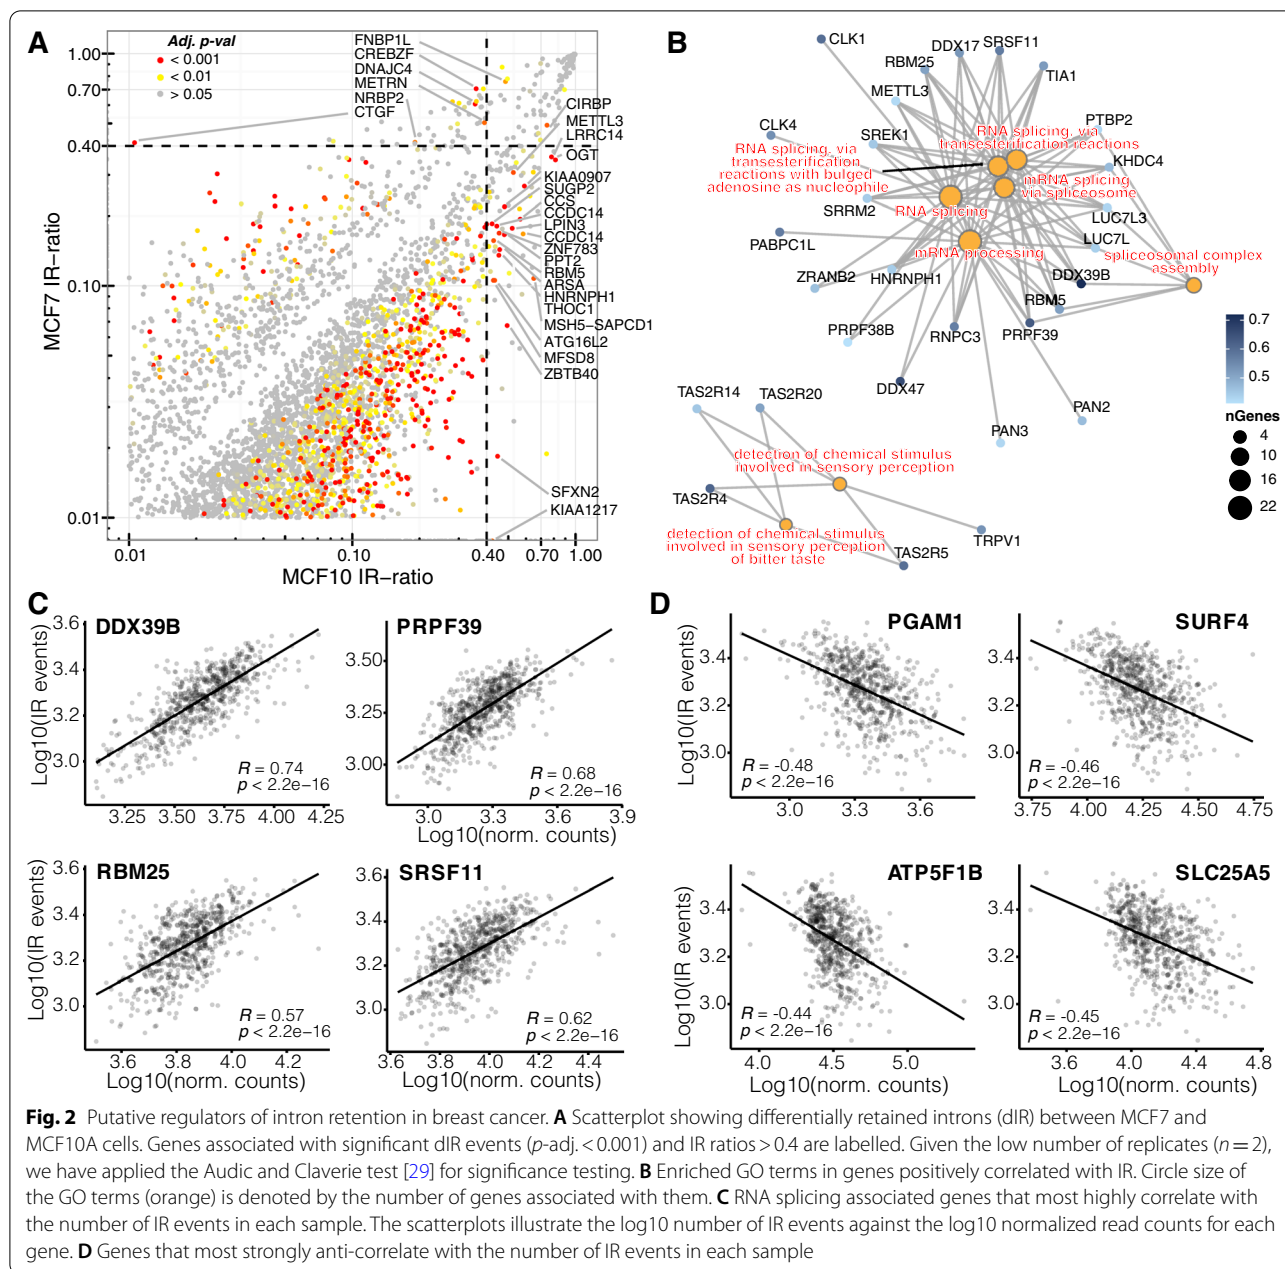 A
Adj. p-val
< 0.001
< 0.01
> 0.05
FNBP1L
CREBZF
DNAJC4
METRN
NRBP2
CTGF
CIRBP
METTL3
LRRC14
OGT
KIAA0907
SUGP2
CCS
CCDC14
LPIN3
CCDC14
ZNF783
PPT2
RBM5
ARSA
HNRNPH1
THOC1
MSH5−SAPCD1
ATG16L2
MFSD8
ZBTB40
SFXN2
KIAA1217
1.00
0.70
0.40
0.10
0.01
MCF7 IR−ratio
0.01
0.10
0.40
0.70
1.00
MCF10 IR−ratio
B
CLK1
DDX17
SRSF11
RBM25
TIA1
METTL3
CLK4
SREK1
PTBP2
RNA splicing, via
transesterification reactions
RNA splicing, via
transesterification
reactions with bulged
adenosine as nucleophile
KHDC4
mRNA splicing
via spliceosome
SRRM2
RNA splicing
LUC7L3
PABPC1L
LUC7L
mRNA processing
spliceosomal complex
assembly
ZRANB2
HNRNPH1
DDX39B
RBM5
PRPF38B
RNPC3
PRPF39
DDX47
TAS2R14
TAS2R20
PAN2
PAN3
detection of chemical stimulus
involved in sensory perception
TAS2R4
detection of chemical stimulus
involved in sensory perception
of bitter taste
TRPV1
TAS2R5
0.7
0.6
0.5
nGenes
4
10
16
22
C
DDX39B
3.6
3.4
3.2
3.0
Log10(IR events)
R = 0.74
p < 2.2e−16
3.25 3.50 3.75 4.00 4.25
PRPF39
3.50
3.25
3.00
R = 0.68
p < 2.2e−16
3.0 3.3 3.6 3.9
Log10(norm. counts)
RBM25
3.6
3.4
3.2
3.0
Log10(IR events)
R = 0.57
p < 2.2e−16
3.6 3.8 4.0 4.2
Log10(norm. counts)
SRSF11
3.6
3.4
3.2
3.0
R = 0.62
p < 2.2e−16
3.6 3.8 4.0 4.2 4.4
Log10(norm. counts)
D
PGAM1
3.4
3.2
3.0
Log10(IR events)
R = -0.48
p < 2.2e−16
3.0 3.3 3.6
SURF4
3.4
3.2
3.0
R = -0.46
p < 2.2e−16
3.75 4.00 4.25 4.50 4.75
ATP5F1B
3.4
3.2
3.0
Log10(IR events)
R = -0.44
p < 2.2e−16
4.0 4.5 5.0
Log10(norm. counts)
SLC25A5
3.4
3.2
3.0
R = -0.45
p < 2.2e−16
3.6 4.0 4.4 4.8
Log10(norm. counts)
Fig. 2 Putative regulators of intron retention in breast cancer. A Scatterplot showing differentially retained introns (dIR) between MCF7 and
MCF10A cells. Genes associated with significant dIR events (p-adj. < 0.001) and IR ratios > 0.4 are labelled. Given the low number of replicates (n = 2),
we have applied the Audic and Claverie test [29] for significance testing. B Enriched GO terms in genes positively correlated with IR. Circle size of
the GO terms (orange) is denoted by the number of genes associated with them. C RNA splicing associated genes that most highly correlate with
the number of IR events in each sample. The scatterplots illustrate the log10 number of IR events against the log10 normalized read counts for each
gene. D Genes that most strongly anti-correlate with the number of IR events in each sample